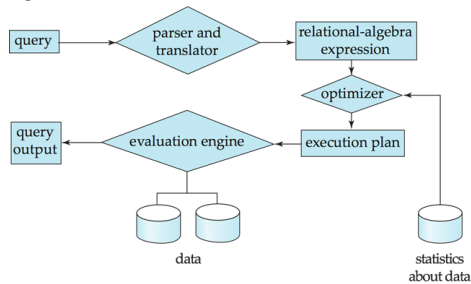 query
parser and
translator
relational-algebra
expression
optimizer
query
output
evaluation engine
execution plan
data
statistics
about data